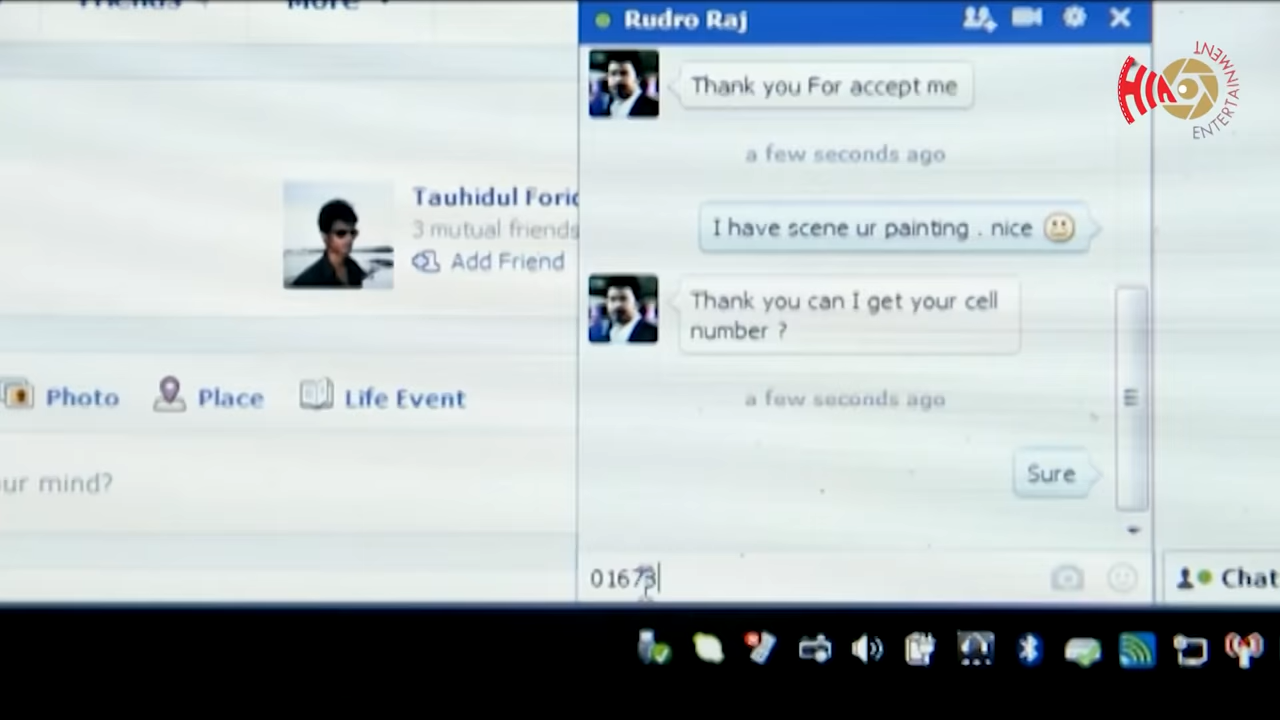 Friends
More
Rudro Raj
Thank you For accept me
a few seconds ago
I have scene ur painting . nice
Thank you can I get your cell
number ?
a few seconds ago
Sure
01673
Tauhidul
3 mutual friends
Add Friend
Photo
Place
Life Event
mind?
Chat
ENTERTAINMENT